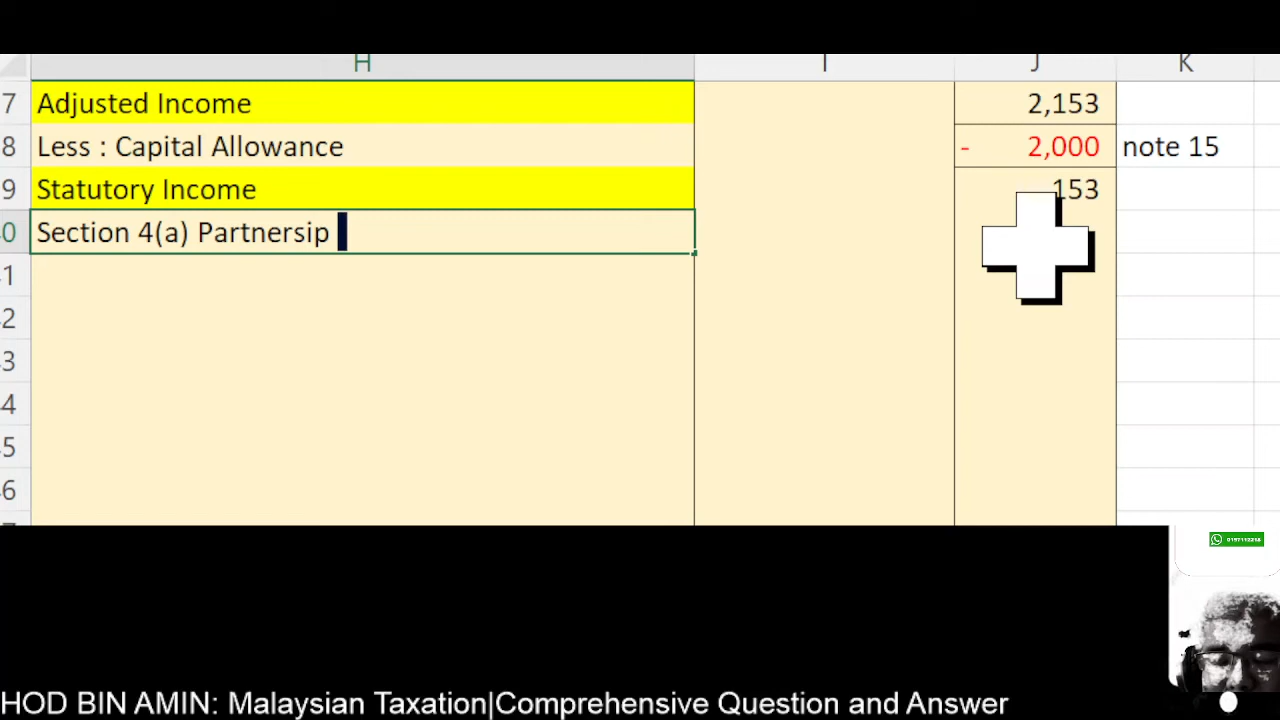 H I J K
7 Adjusted Income 2,153
8 Less : Capital Allowance - 2,000 note 15
9 Statutory Income 153
0 Section 4(a) Partnersip
1
2
3
4
5
6
HOD BIN AMIN: Malaysian Taxation|Comprehensive Question and Answer